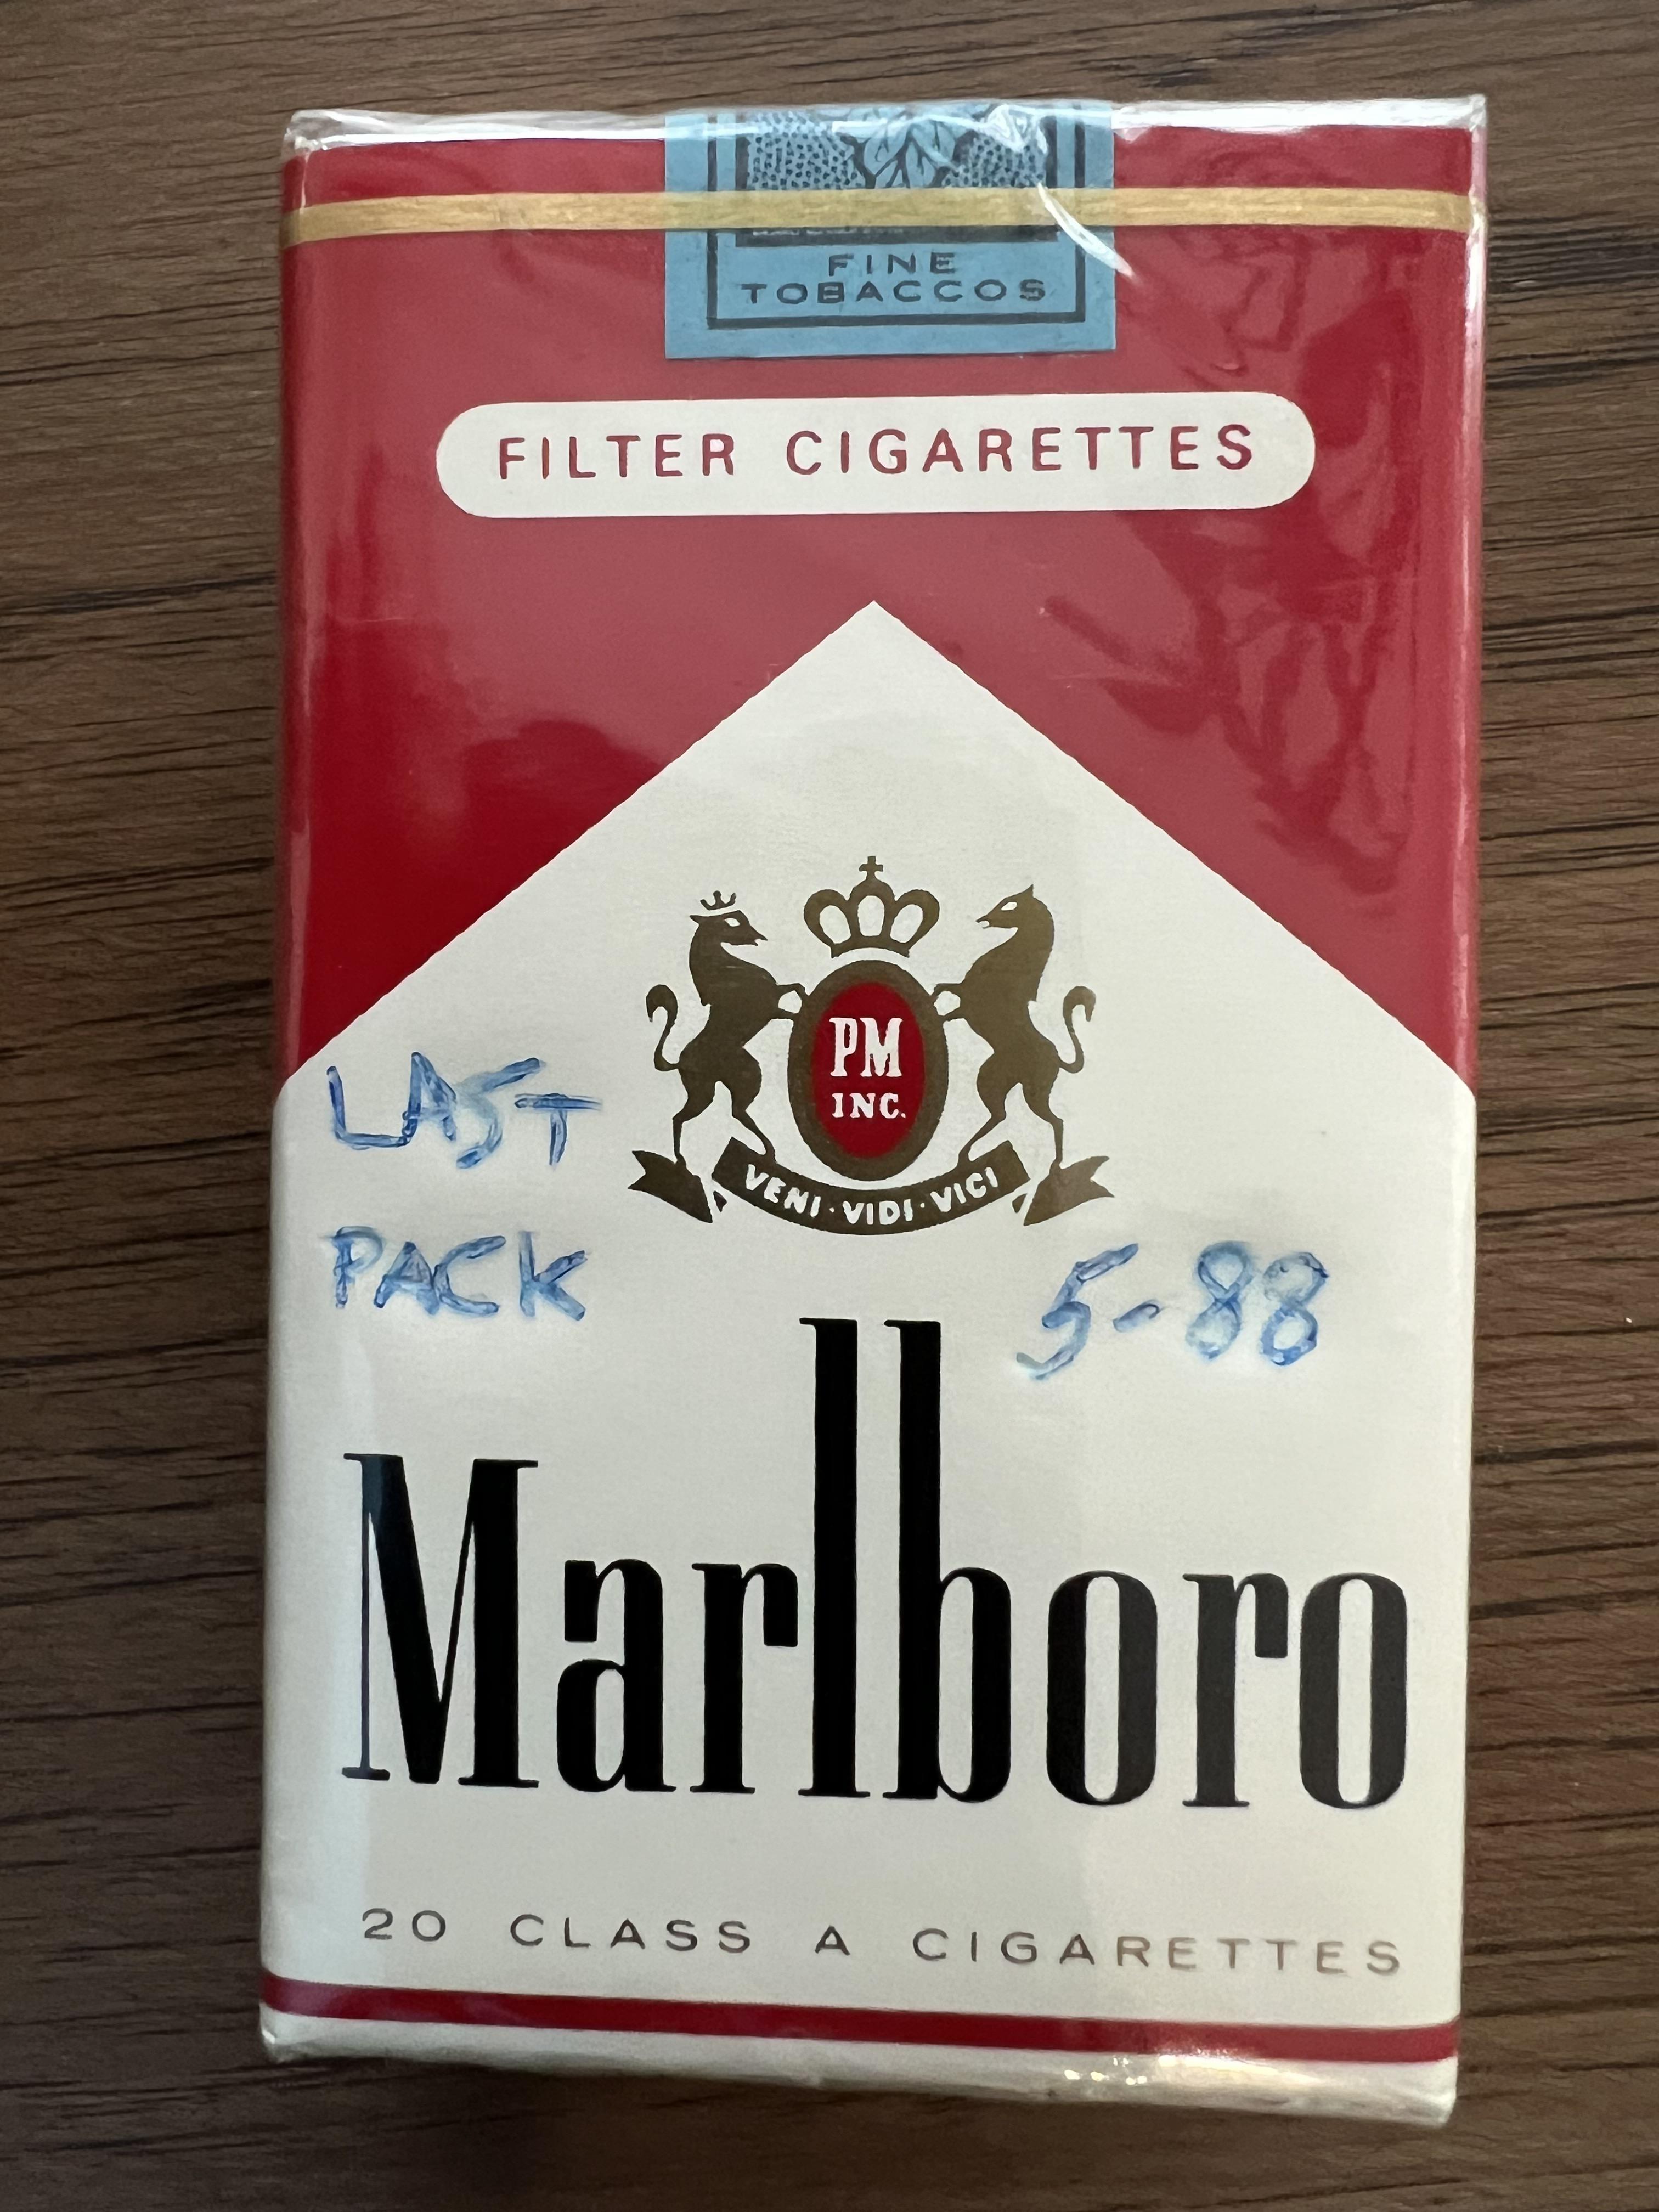 FINE
TOBACCOS
FILTER CIGARETTES
PM
INC.
VENI · VIDI · VICI
LAST
PACK
5-88
Marlboro
20 CLASS A CIGARETTES